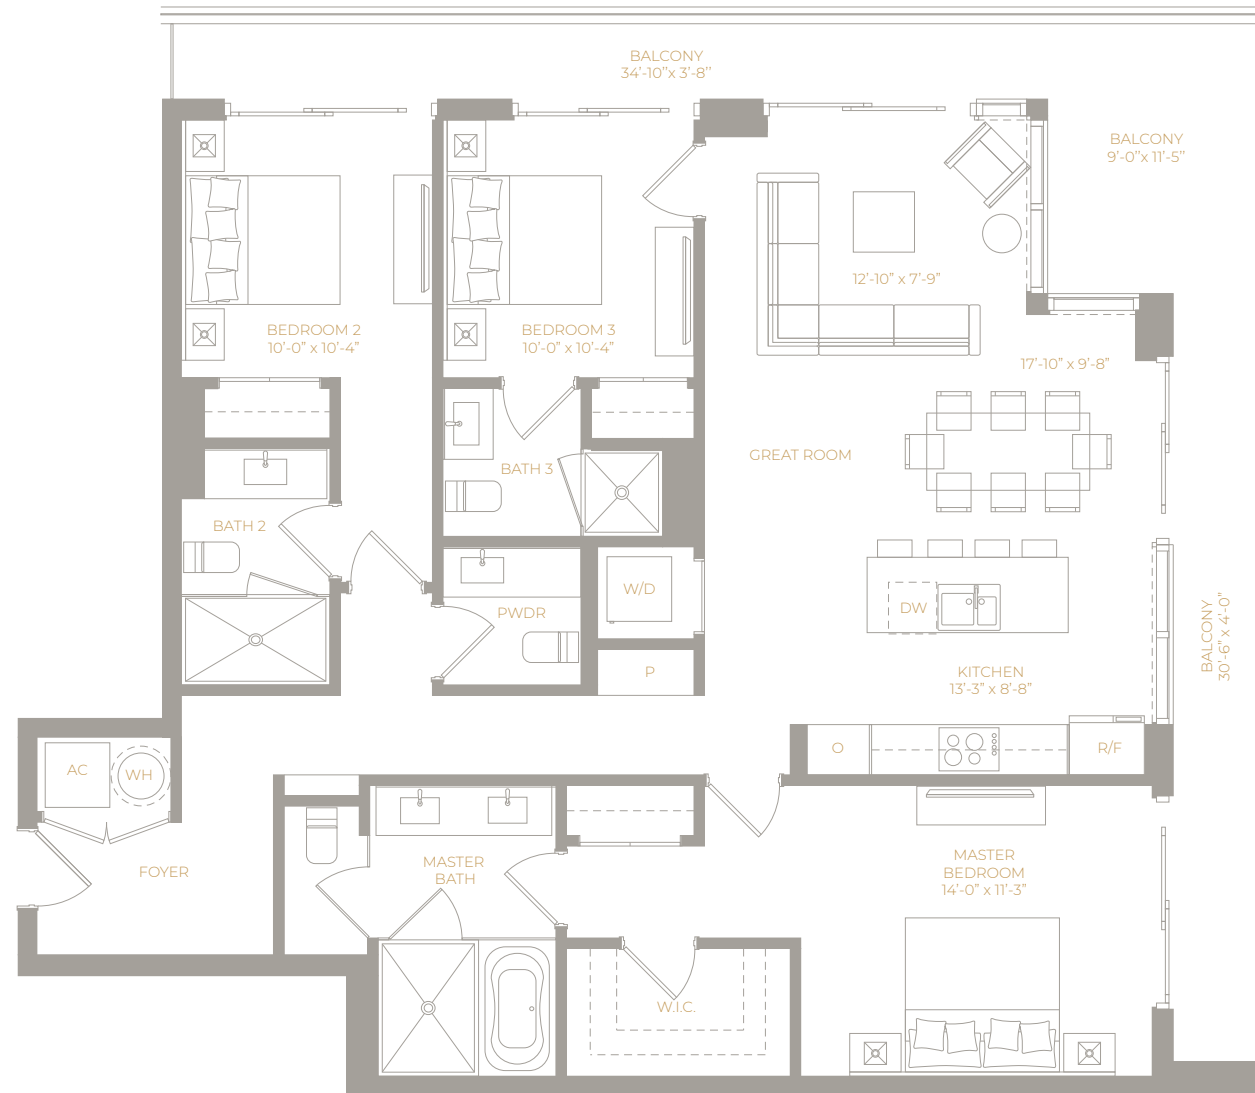 BALCONY
34’-10’’x 3’-8’’
BALCONY
9’-0’’x 11’-5’’
12’-10” x 7’-9”
BEDROOM 2
10’-0” x 10’-4”
BEDROOM 3
10’-0” x 10’-4”
17’-10” x 9’-8”
GREAT ROOM
BATH 3
BATH 2
W/D
PWDR
DW
BALCONY
30’-6” x 4’-0”
P
KITCHEN
13’-3” x 8’-8”
O
R/F
AC
WH
FOYER
MASTER
BATH
MASTER
BEDROOM
14’-0” x 11’-3”
W.I.C.